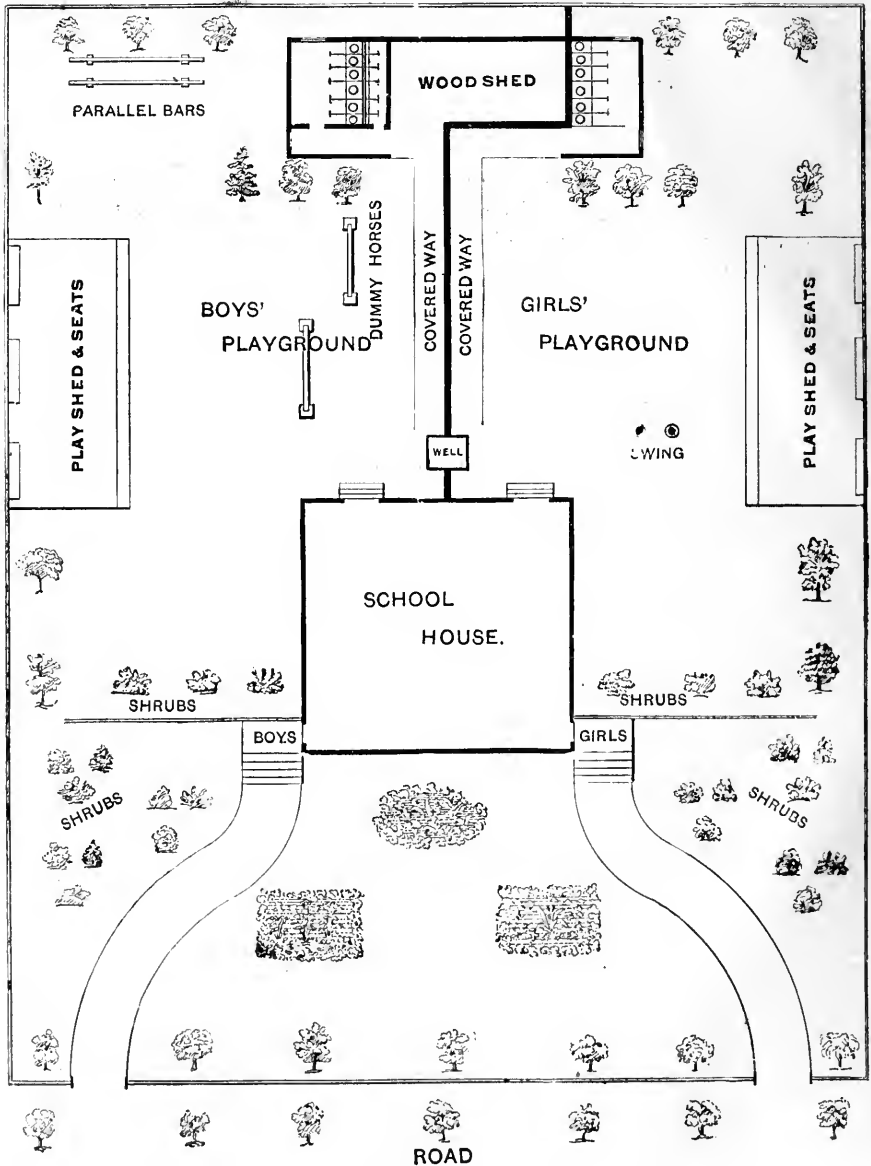 WOOD SHED
PARALLEL BARS
DUMMY HORSES
COVERED WAY
COVERED WAY
BOYS'
PLAYGROUND
GIRLS'
PLAYGROUND
PLAY SHED & SEATS
PLAY SHED & SEATS
WELL
WING
SCHOOL
HOUSE.
SHRUBS
SHRUBS
BOYS
GIRLS
SHRUBS
SHRUBS
ROAD